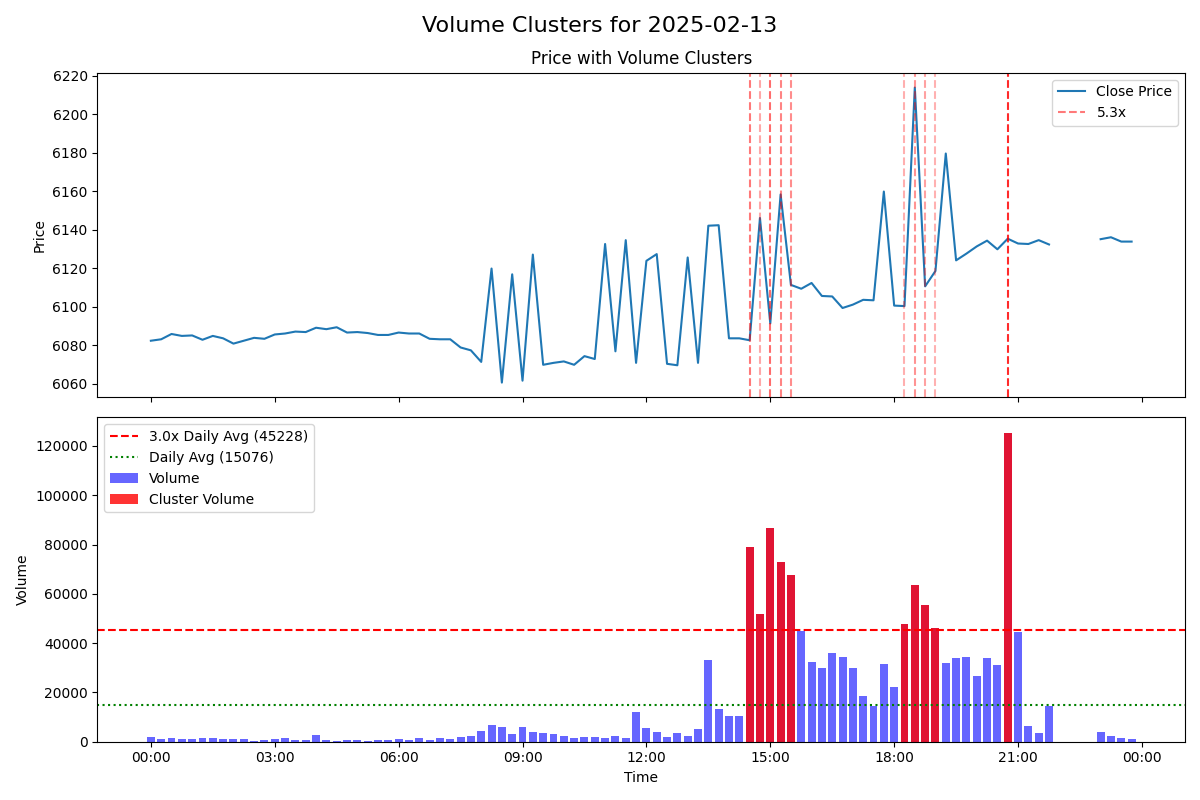 Volume Clusters for 2025-02-13
Price with Volume Clusters
6220
6200
6180
6160
6140
6120
6100
6080
6060
Price
Close Price
5.3x
120000
100000
80000
60000
40000
20000
0
Volume
3.0x Daily Avg (45228)
Daily Avg (15076)
Volume
Cluster Volume
00:00 03:00 06:00 09:00 12:00 15:00 18:00 21:00 00:00
Time